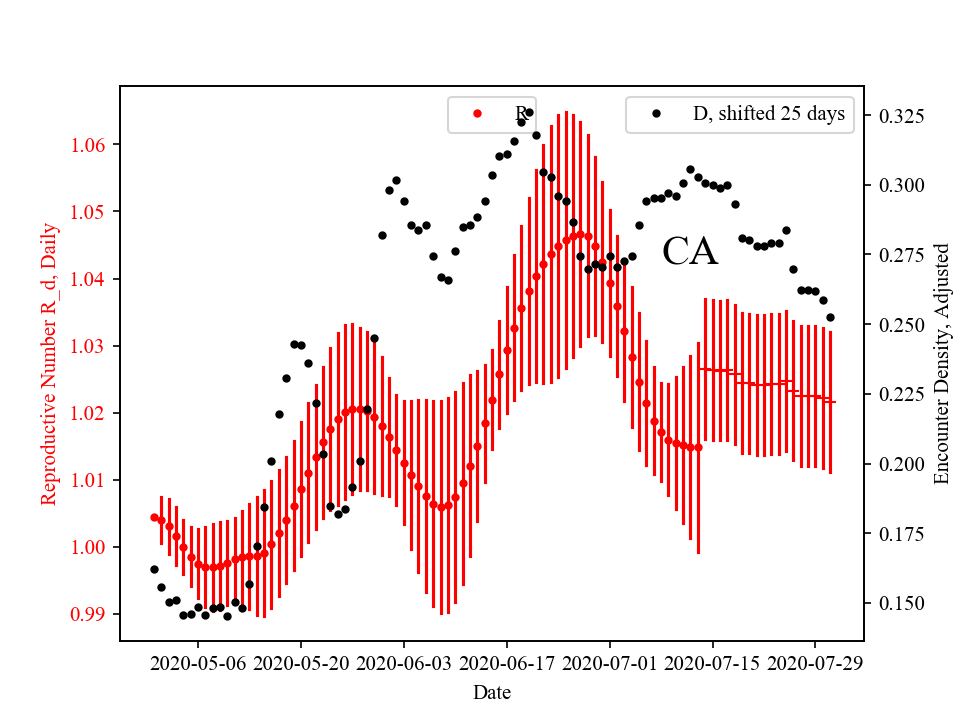 R
D, shifted 25 days
CA
Reproductive Number R_d, Daily
1.06
1.05
1.04
1.03
1.02
1.01
1.00
0.99
0.325
0.300
0.275
0.250
0.225
0.200
0.175
0.150
Encounter Density, Adjusted
2020-05-06 2020-05-20 2020-06-03 2020-06-17 2020-07-01 2020-07-15 2020-07-29
Date